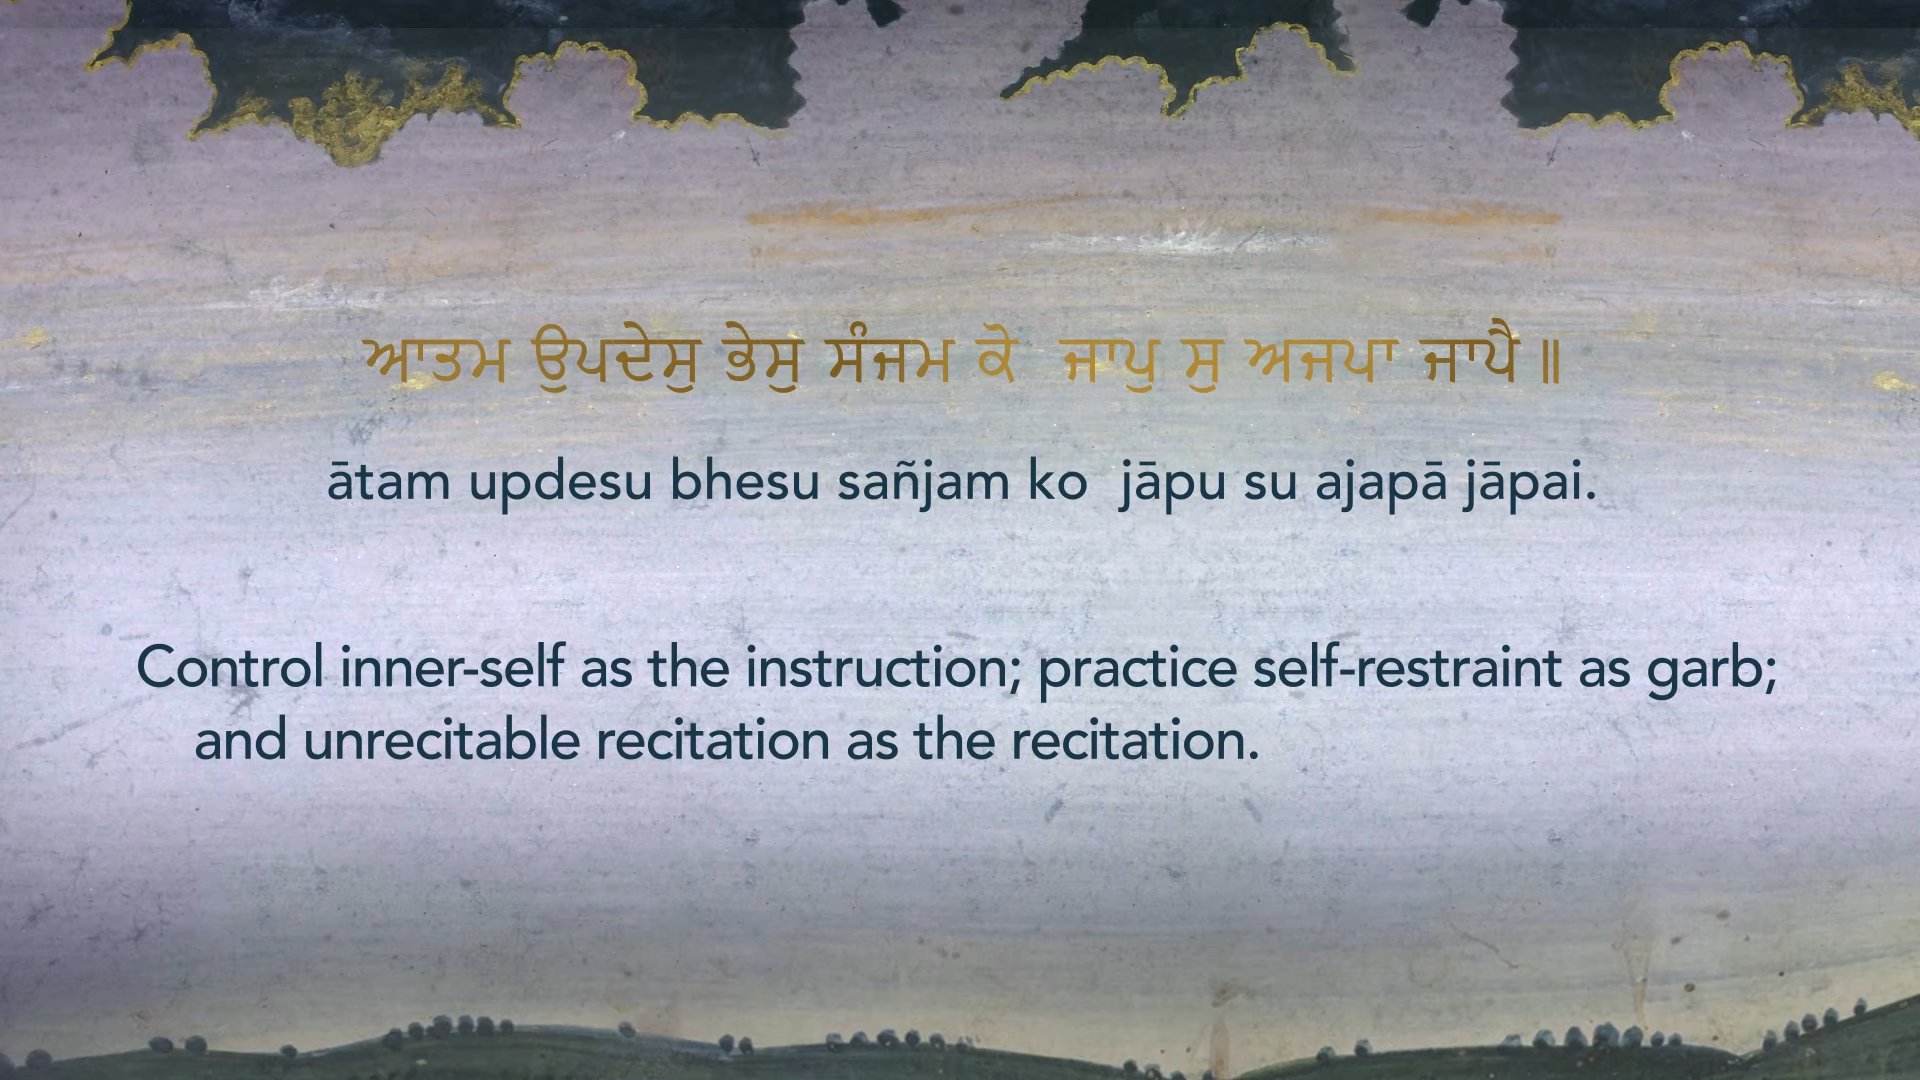 ਆਤਮ ਉਪਦੇਸੁ ਭੇਸੁ ਸੰਜਮ ਕੋ  ਜਾਪੁ ਸੁ ਅਜਪਾ ਜਾਪੈ॥
ātam updesu bhesu sañjam ko  jāpu su ajapā jāpai.
Control inner-self as the instruction; practice self-restraint as garb;
and unrecitable recitation as the recitation.